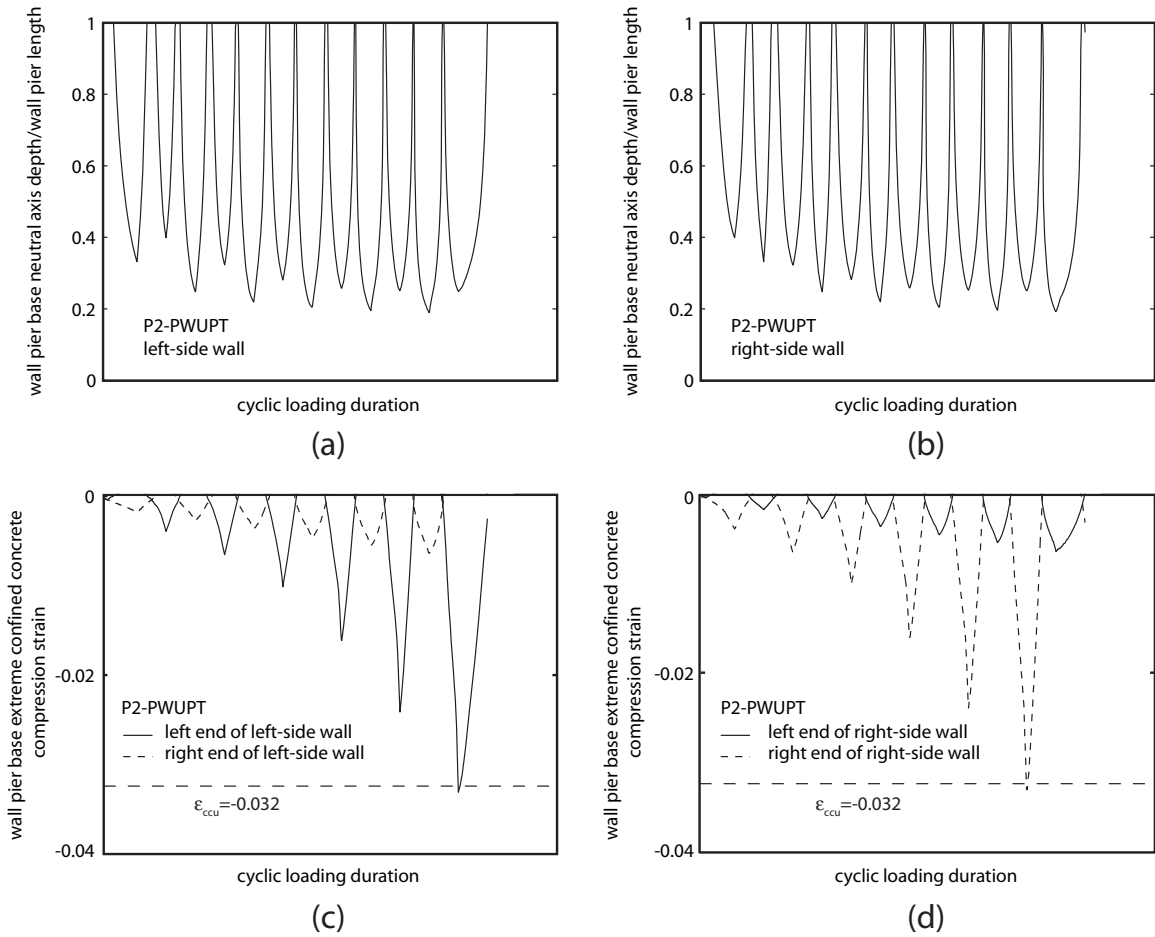 wall pier base neutral axis depth/wall pier length
1
0.8
0.6
0.4
0.2
0
P2-PWUPT
left-side wall
cyclic loading duration
(a)
wall pier base neutral axis depth/wall pier length
1
0.8
0.6
0.4
0.2
0
P2-PWUPT
right-side wall
cyclic loading duration
(b)
wall pier base extreme confined concrete
compression strain
0
-0.02
-0.04
P2-PWUPT
left end of left-side wall
right end of left-side wall
εccu=-0.032
cyclic loading duration
(c)
wall pier base extreme confined concrete
compression strain
0
-0.02
-0.04
P2-PWUPT
left end of right-side wall
right end of right-side wall
εccu=-0.032
cyclic loading duration
(d)